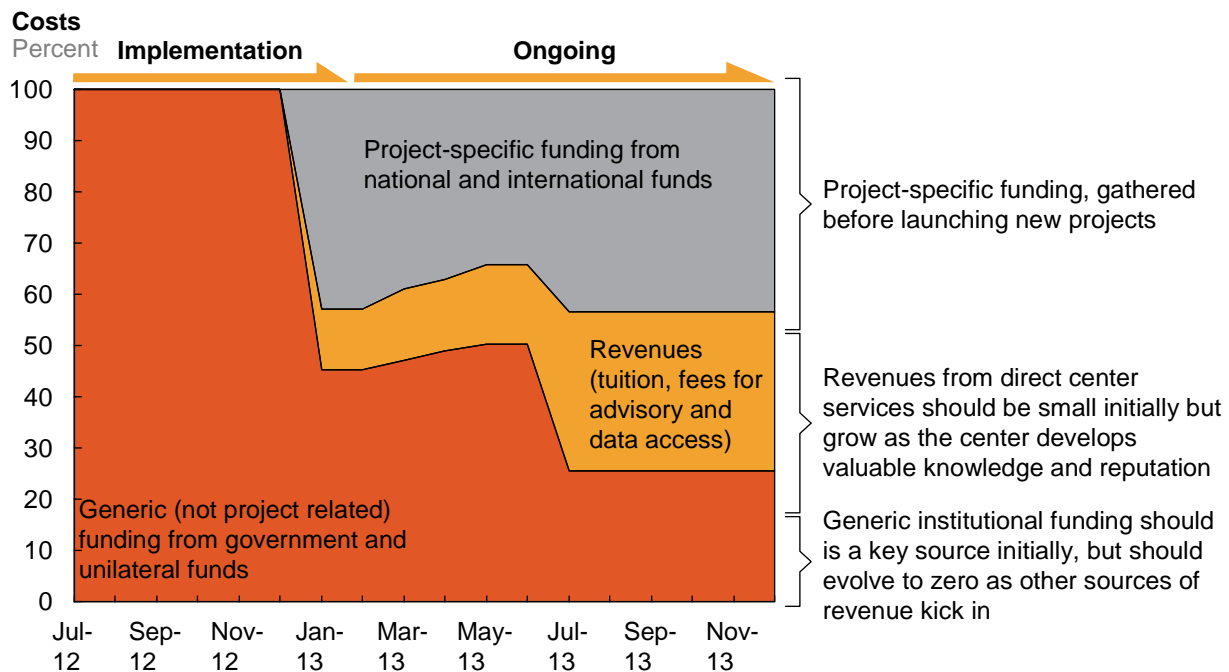 Costs
Percent
Implementation
Ongoing
100
90
80
70
60
50
40
30
20
10
0
Project-specific funding from
national and international funds
Revenues
(tuition, fees for
advisory and
data access)
Generic (not project related)
funding from government and
unilateral funds
Project-specific funding, gathered
before launching new projects
Revenues from direct center
services should be small initially but
grow as the center develops
valuable knowledge and reputation
Generic institutional funding should
is a key source initially, but should
evolve to zero as other sources of
revenue kick in
Jul-
12
Sep-
12
Nov-
12
Jan-
13
Mar-
13
May-
13
Jul-
13
Sep-
13
Nov-
13